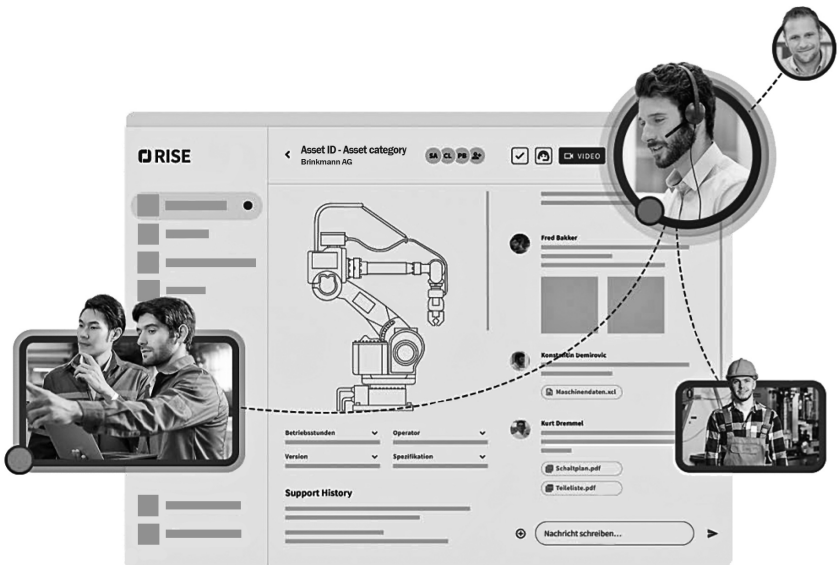 RISE
Asset ID - Asset category
Brinkmann AG
SA CL PB
VIDEO
Fred Bakker
Konstantin Demirovic
Maschinendaten.xcl
Kurt Dremmel
Schaltplan.pdf
Teileliste.pdf
Betriebsstunden
Operator
Version
Spezifikation
Support History
Nachricht schreiben...